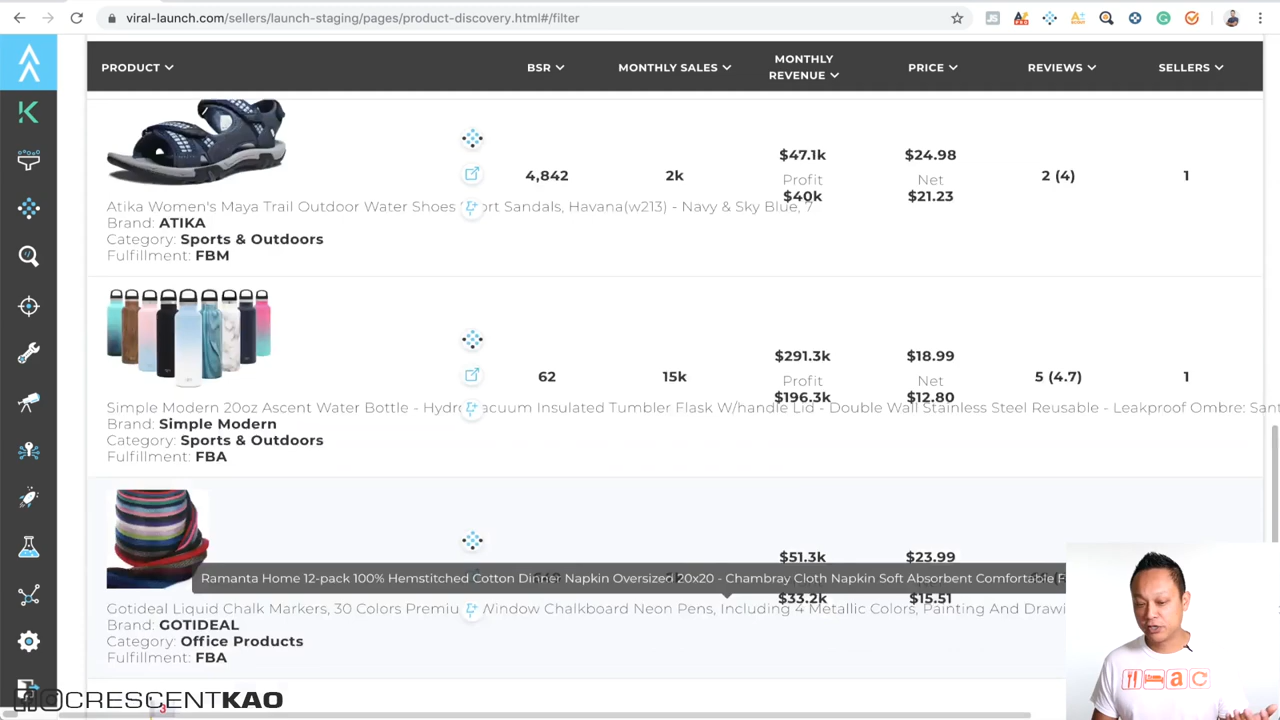 viral-launch.com/sellers/launch-staging/pages/product-discovery.html#/filter
PRODUCT BSR MONTHLY SALES MONTHLY REVENUE PRICE REVIEWS SELLERS
$47.1k $24.98
4,842 2k Profit Net 2 (4) 1
$40k $21.23
Atika Women's Maya Trail Outdoor Water Shoes Sandals, Havana(w213) - Navy & Sky Blue, 7
Brand: ATIKA
Category: Sports & Outdoors
Fulfillment: FBM
$291.3k $18.99
62 15k Profit Net 5 (4.7) 1
$196.3k $12.80
Simple Modern 20oz Ascent Water Bottle - Insulated Tumbler Flask W/handle Lid - Double Wall Stainless Steel Reusable - Leakproof Ombre:
Brand: Simple Modern
Category: Sports & Outdoors
Fulfillment: FBA
$51.3k $23.99
Ramanta Home 12-pack 100% Hemstitched Cotton Dinner Napkin Oversized 20x20 - Chambray Cloth Napkin Soft Absorbent Comfortable
$33.2k $15.51
Gotideal Liquid Chalk Markers, 30 Colors Window Chalkboard Neon Pens, Including 4 Metallic Colors, Painting And
Brand: GOTIDEAL
Category: Office Products
Fulfillment: FBA
@CRESCENTKAO
3